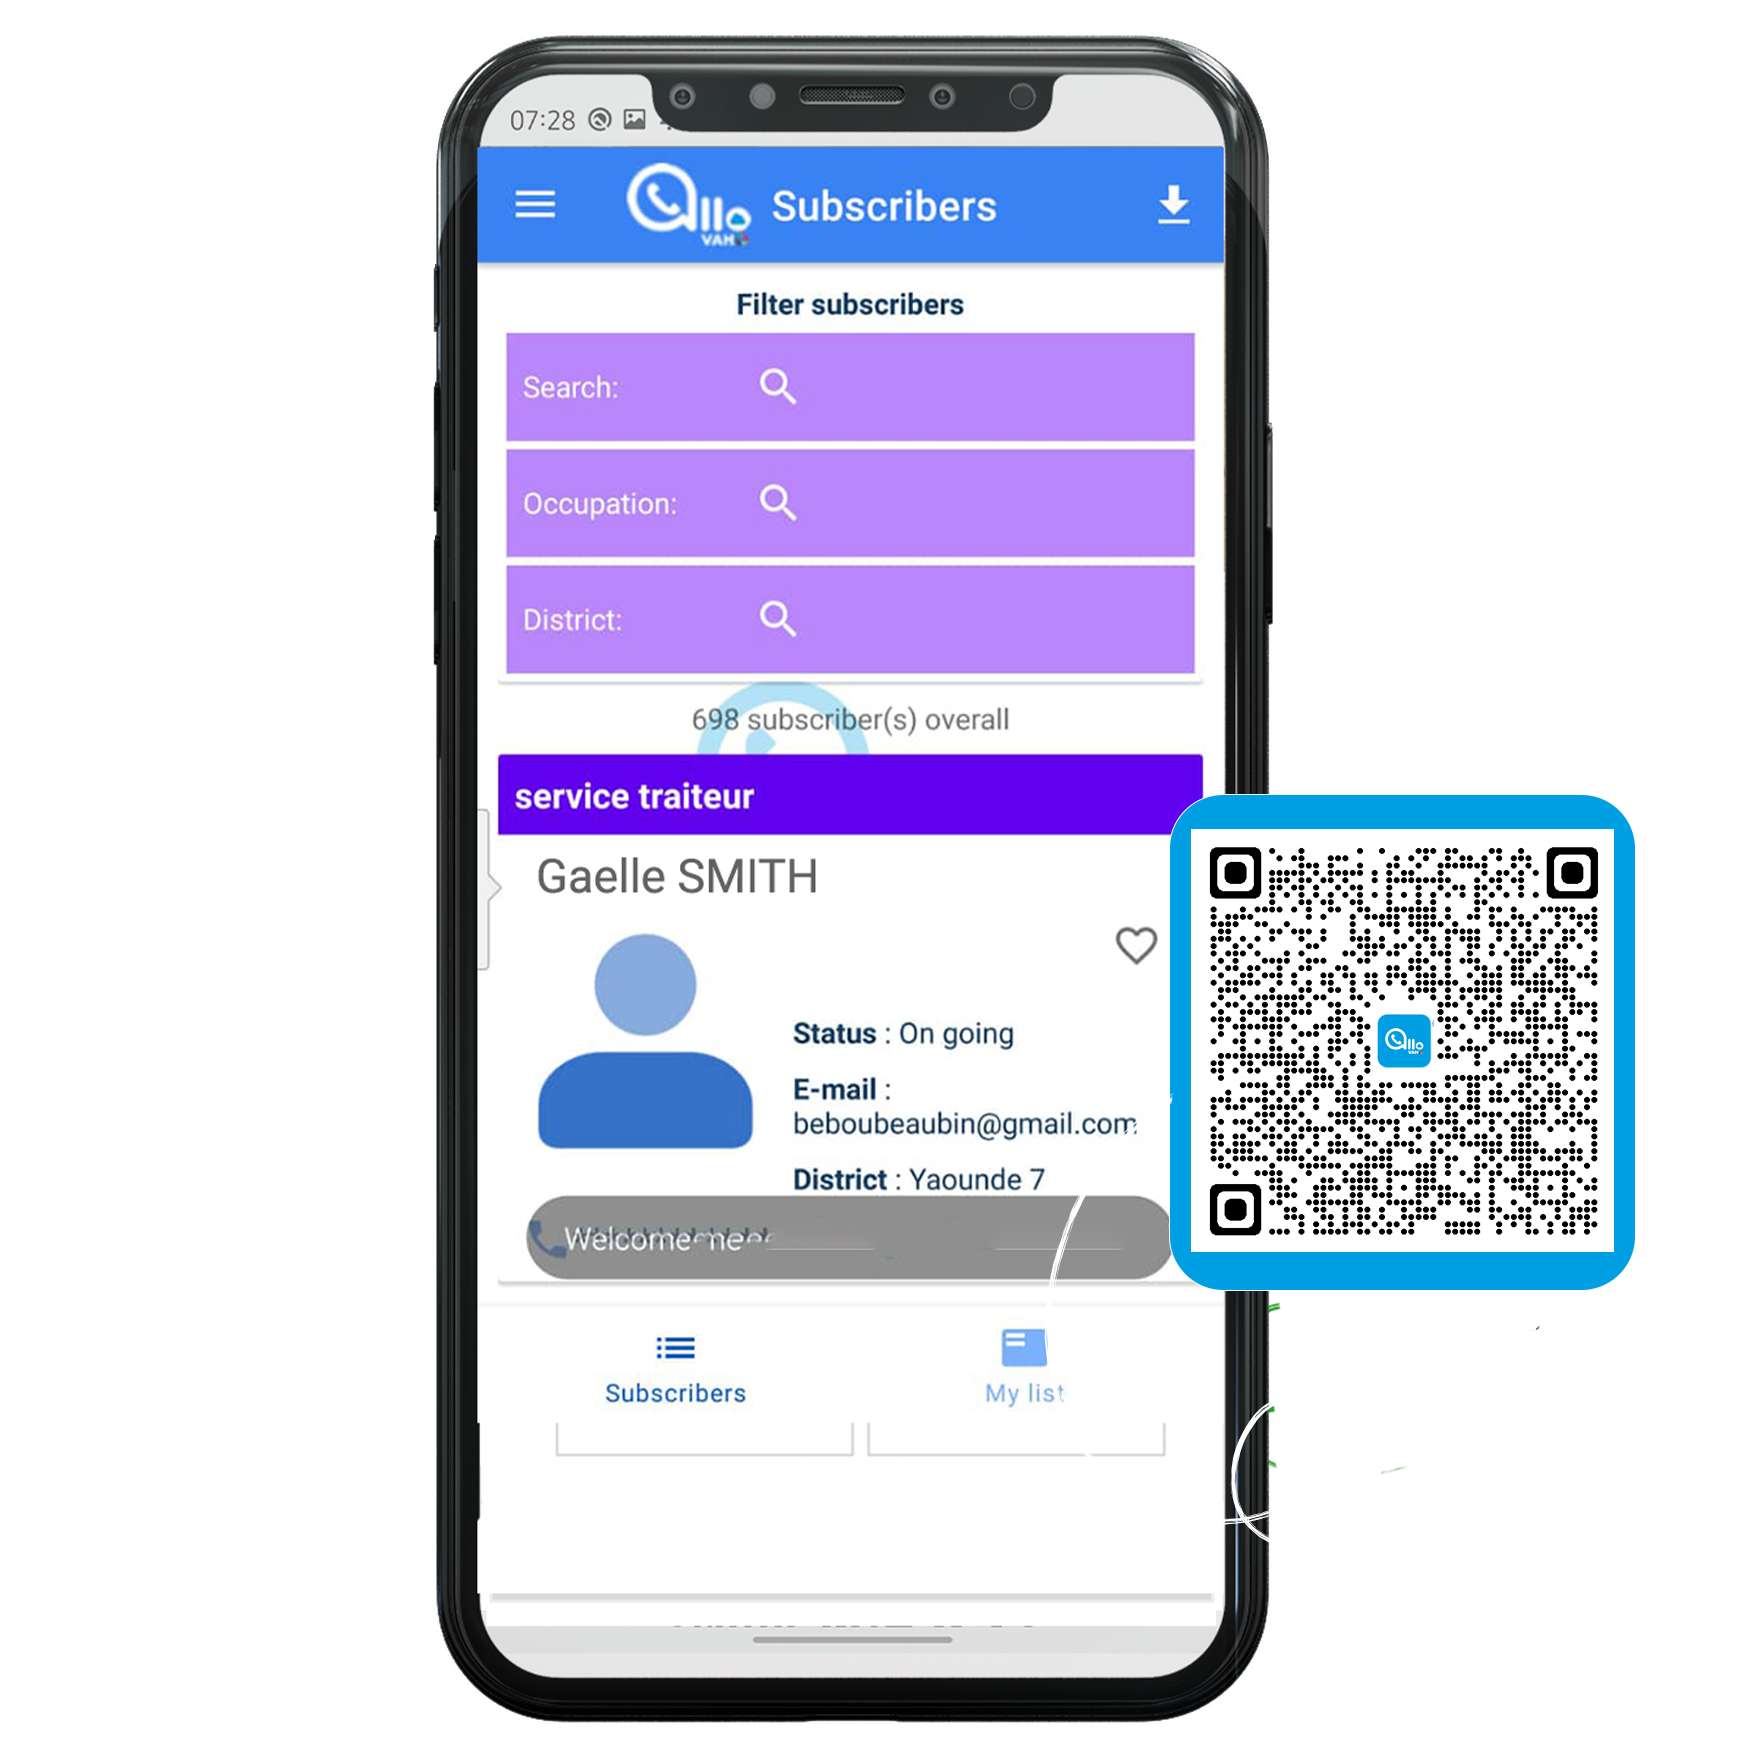 07:28
allo
VAH
Subscribers
Filter subscribers
Search:
Occupation:
District:
698 subscriber(s) overall
service traiteur
Gaelle SMITH
Status : On going
E-mail :
beboubeaubin@gmail.com
District : Yaounde 7
Welcome
Subscribers
My list
allo